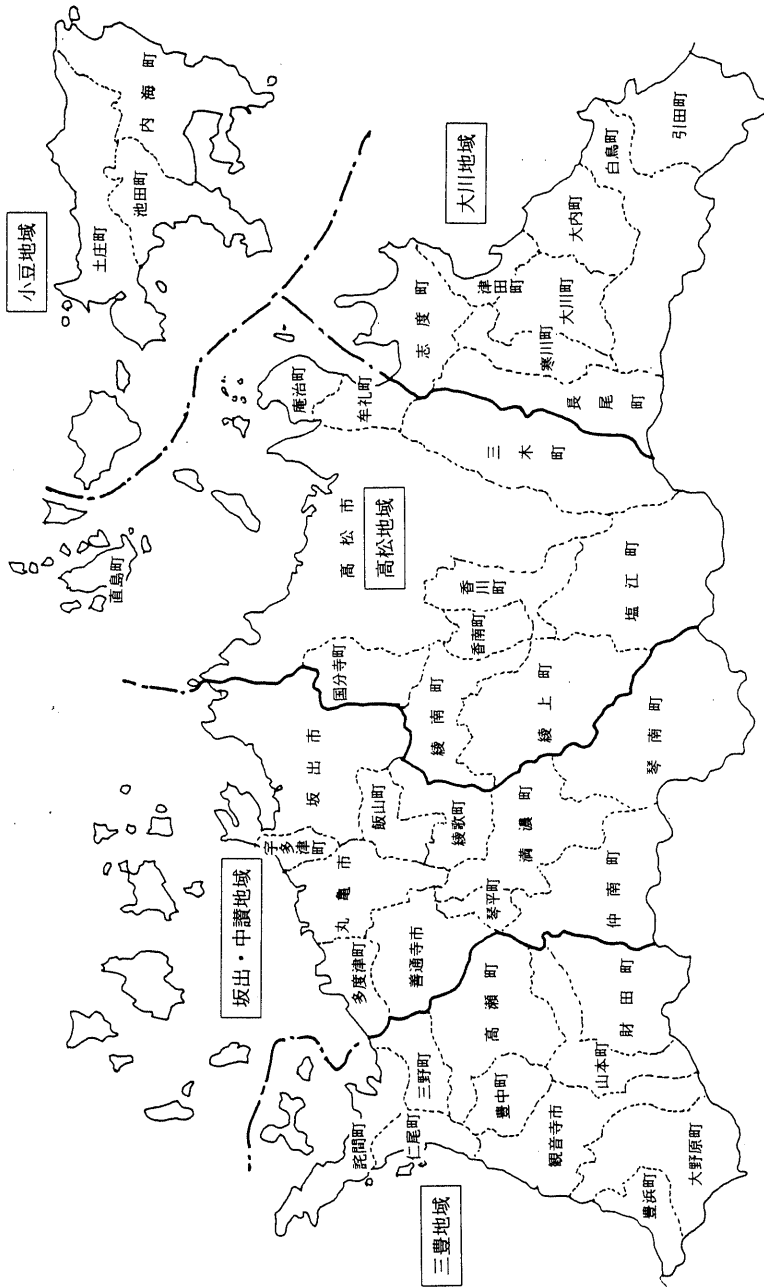 小豆地域
土庄町
池田町
内海町
直島町
大川地域
志度町
津田町
大内町
白鳥町
引田町
寒川町
大川町
長尾町
高松地域
庵治町
牟礼町
高松市
三木町
国分寺町
香川町
香南町
綾南町
綾上町
塩江町
坂出・中讃地域
坂出市
宇多津町
丸亀市
飯山町
綾歌町
多度津町
善通寺市
琴平町
満濃町
琴南町
仲南町
三豊地域
詫間町
三野町
仁尾町
高瀬町
豊中町
観音寺市
山本町
財田町
豊浜町
大野原町